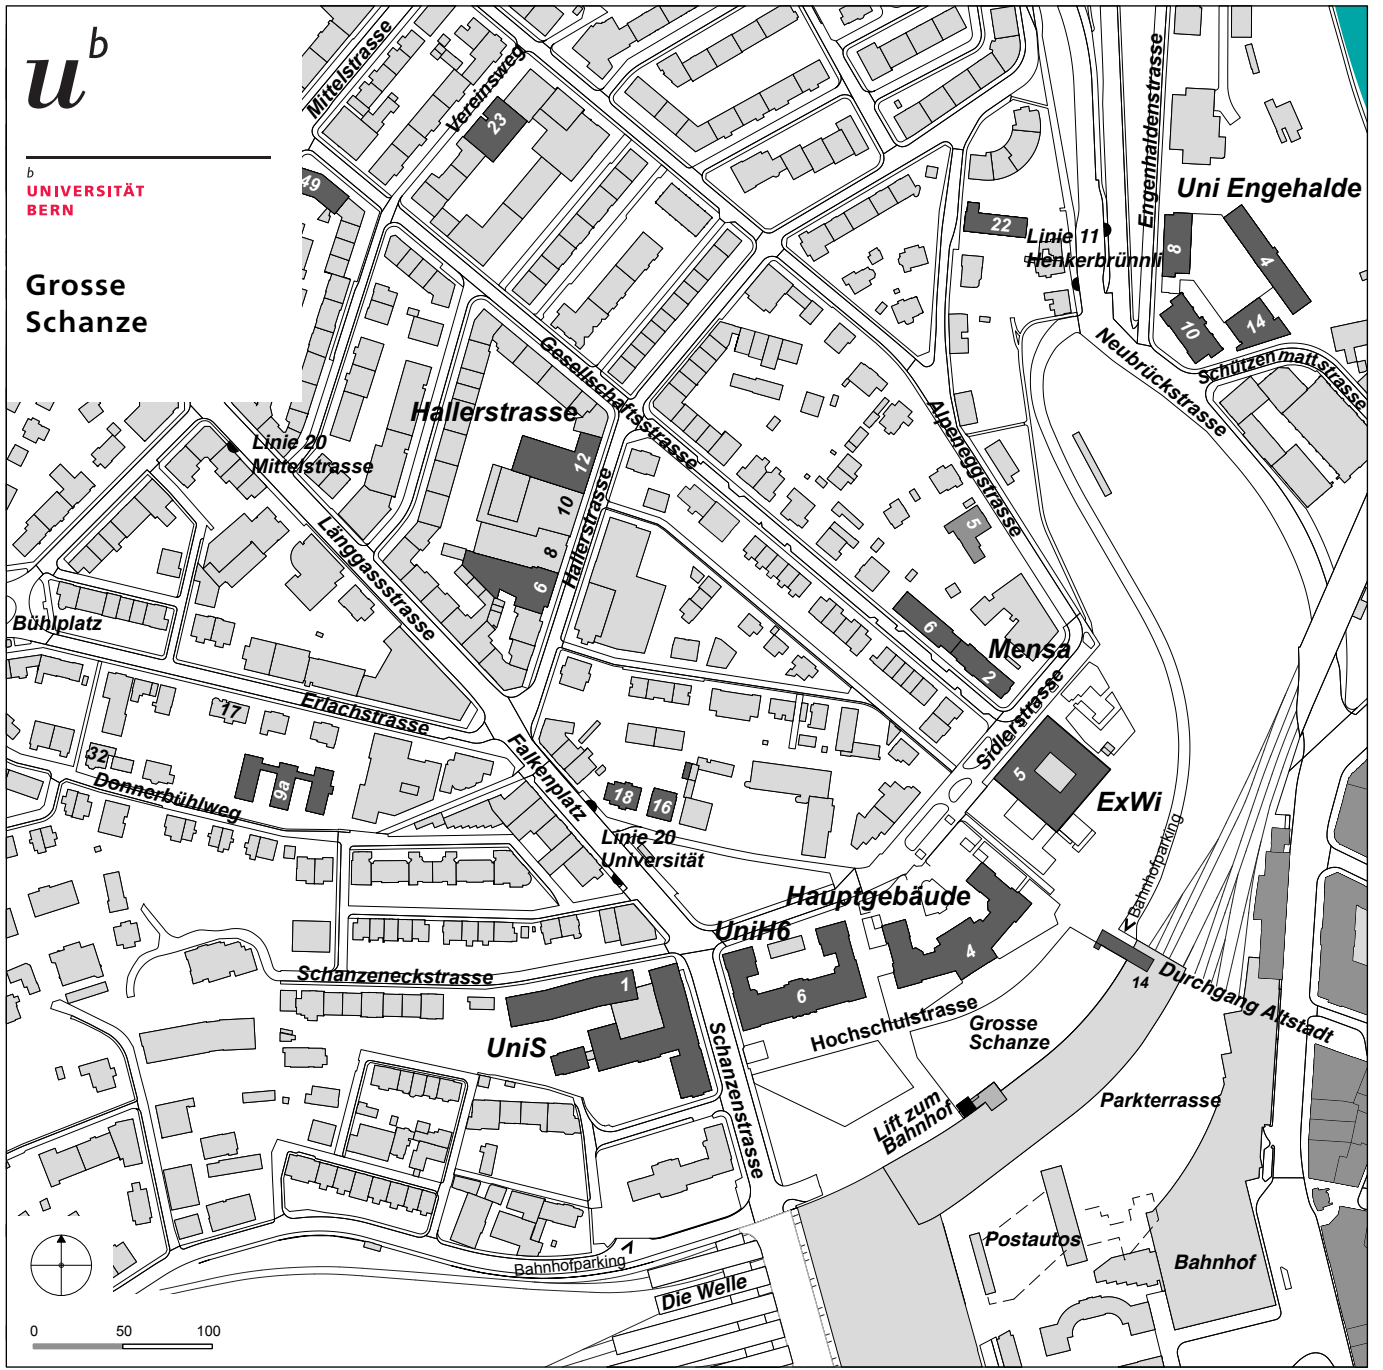 u
b
b
UNIVERSITÄT
BERN
Grosse
Schanze
Mittelstrasse
Vereinsweg
23
49
Engehaldenstrasse
Uni Engehalde
22
Linie 11
Henkerbrünnli
8
4
10
14
Schützenmattstrasse
Neubrückstrasse
Gesellschaftsstrasse
Hallerstrasse
Alpeneggstrasse
Linie 20
Mittelstrasse
12
10
8
6
Hallerstrasse
Länggassstrasse
5
Bühlplatz
6
Mensa
2
Sidlerstrasse
Erlachstrasse
17
32
Donnerbühlweg
9a
Falkenplatz
18
16
5
ExWi
Linie 20
Universität
Bahnhofparking
Hauptgebäude
UniH6
4
6
Schanzeneckstrasse
1
14
Durchgang Altstadt
Hochschulstrasse
Grosse
Schanze
UniS
Schanzenstrasse
Parkterrasse
Lift zum
Bahnhof
Postautos
Bahnhof
Bahnhofparking
Die Welle
0 50 100